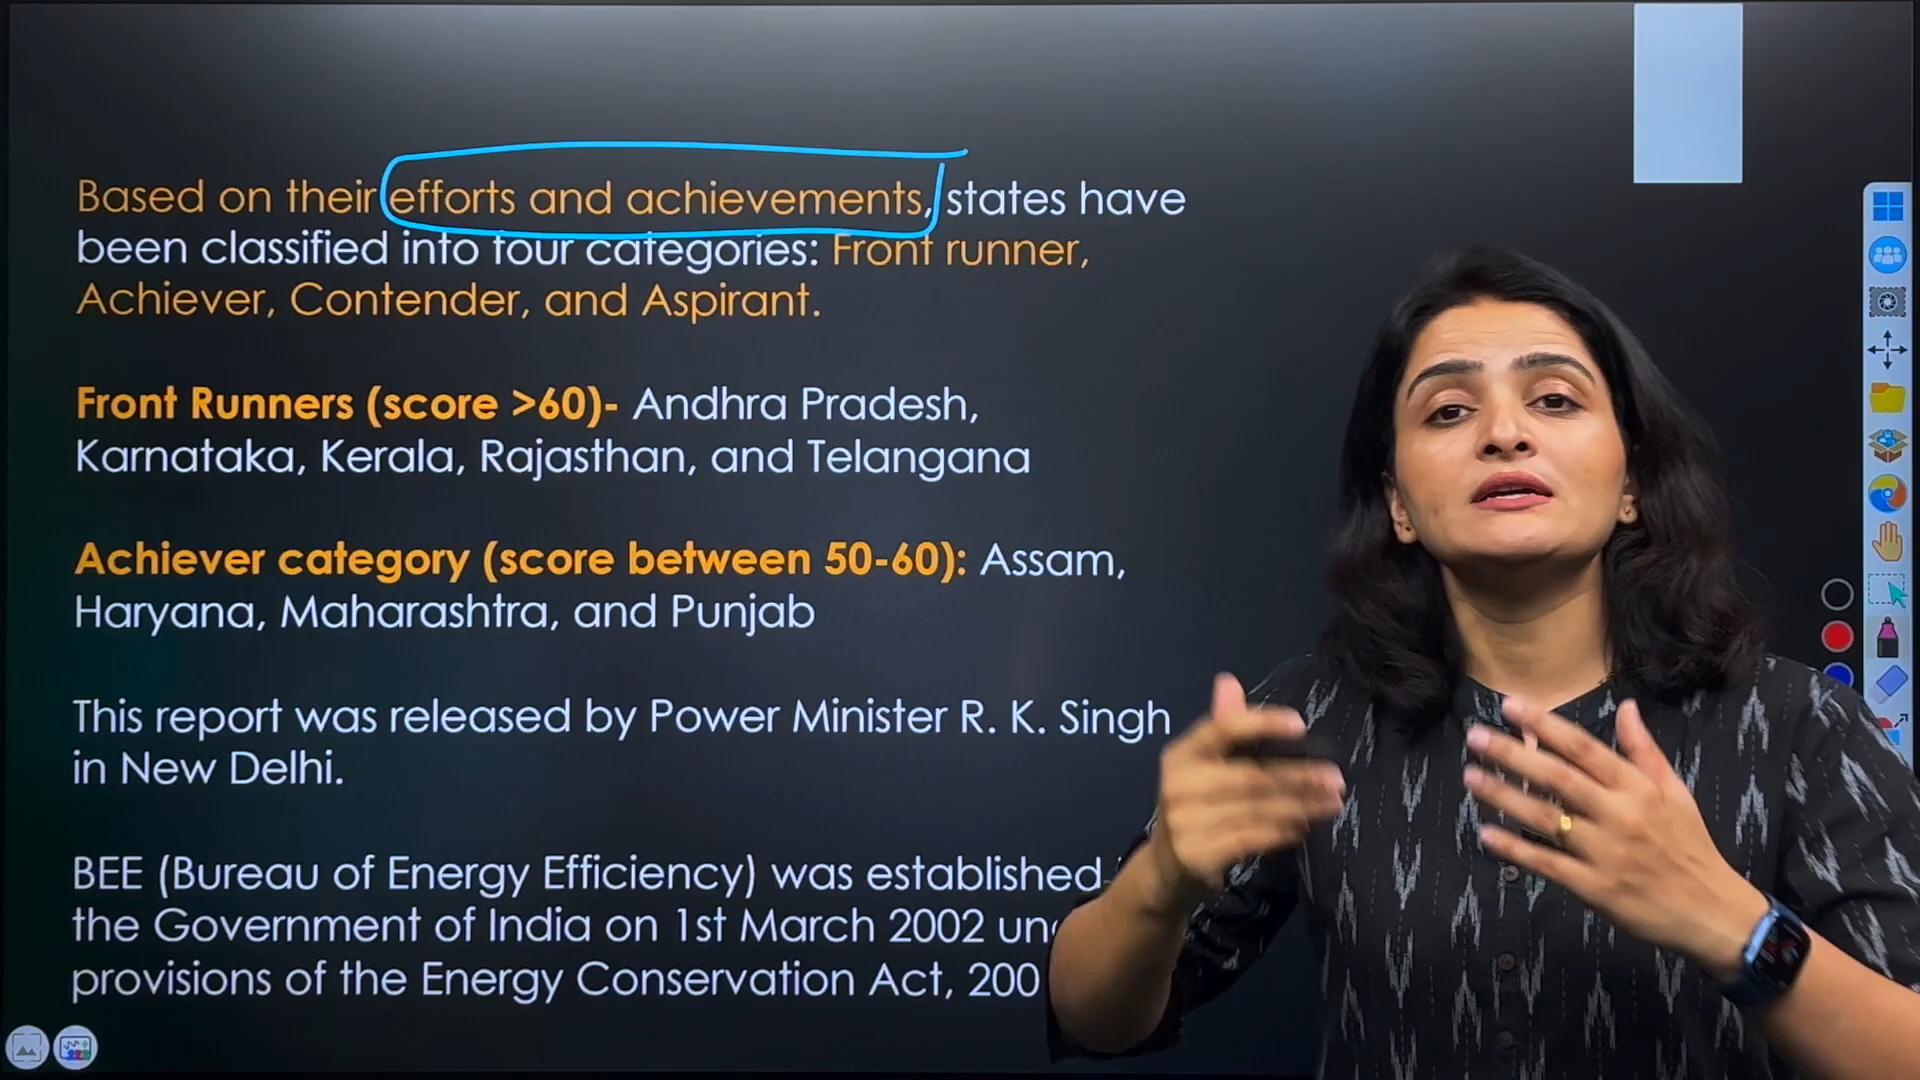 Based on their efforts and achievements, states have
been classified into four categories: Front runner,
Achiever, Contender, and Aspirant.
Front Runners (score >60)- Andhra Pradesh,
Karnataka, Kerala, Rajasthan, and Telangana
Achiever category (score between 50-60): Assam,
Haryana, Maharashtra, and Punjab
This report was released by Power Minister R. K. Singh
in New Delhi.
BEE (Bureau of Energy Efficiency) was established
the Government of India on 1st March 2002
provisions of the Energy Conservation Act,